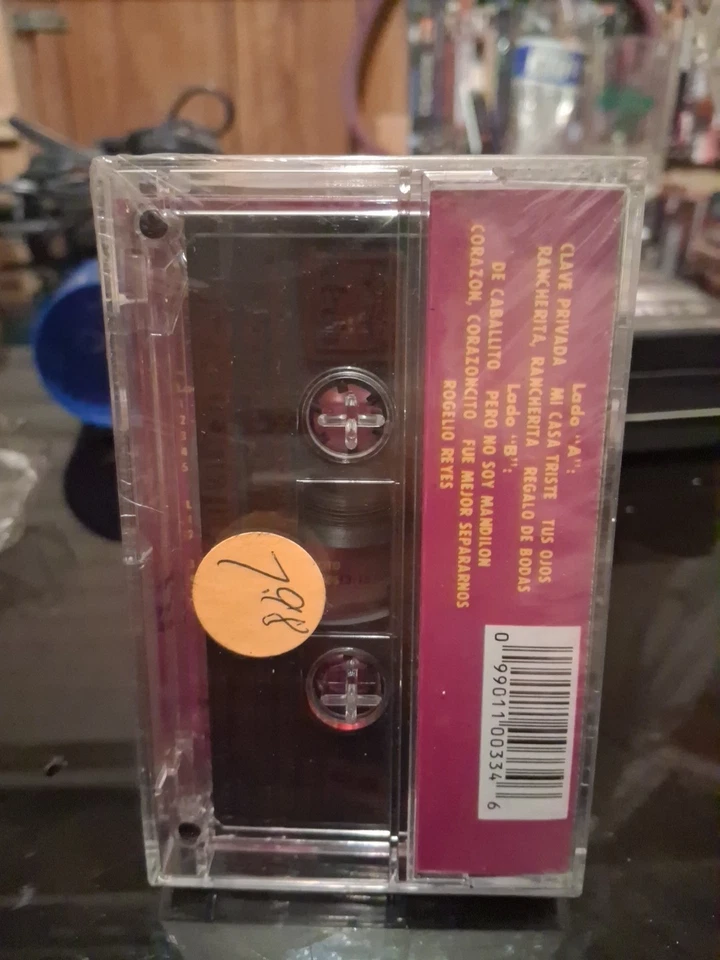 Lado "A":
CLAVE PRIVADA MI CASA TRISTE TUS OJOS
RANCHERITA, RANCHERITA REGALO DE BODAS
Lado "B":
DE CABALLITO PERO NO SOY MANDILON
CORAZON, CORAZONCITO FUE MEJOR SEPARARNOS
ROGELIO REYES
0 99011 00334 6
7.98